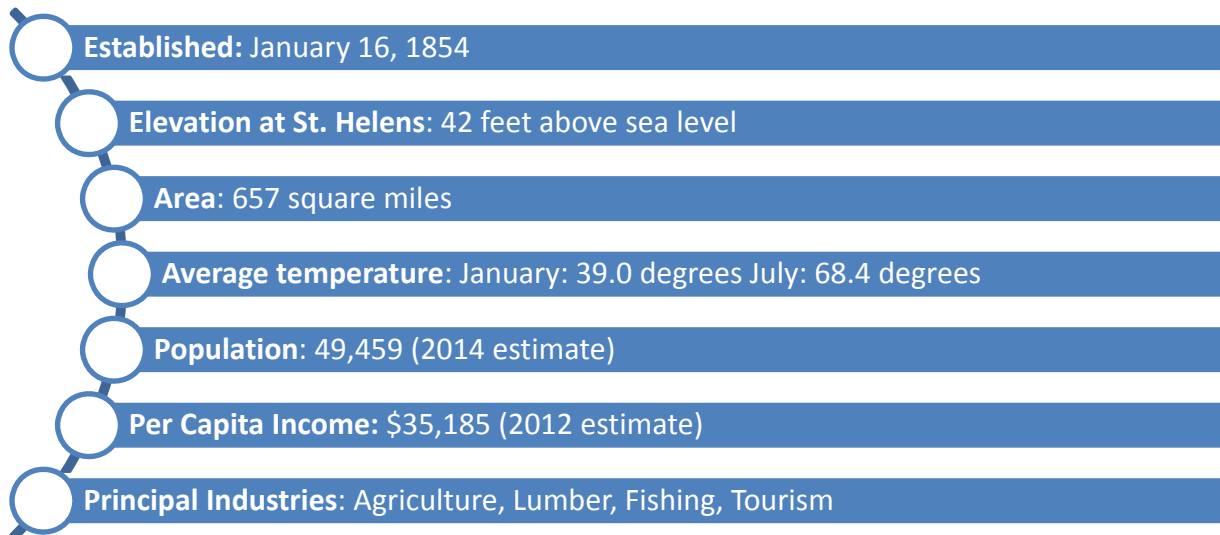 Established: January 16, 1854
Elevation at St. Helens: 42 feet above sea level
Area: 657 square miles
Average temperature: January: 39.0 degrees July: 68.4 degrees
Population: 49,459 (2014 estimate)
Per Capita Income: $35,185 (2012 estimate)
Principal Industries: Agriculture, Lumber, Fishing, Tourism